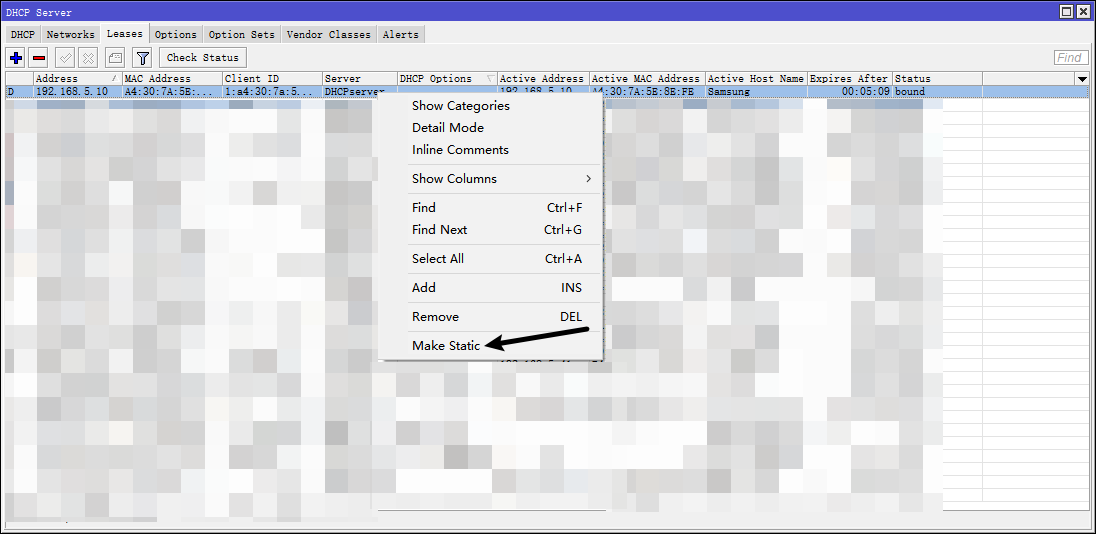 DHCP Server
DHCP Networks Leases Options Option Sets Vendor Classes Alerts
Check Status Find
Address MAC Address Client ID Server DHCP Options Active Address Active MAC Address Active Host Name Expires After Status
D 192.168.5.10 A4:30:7A:5B:... 1:a4:30:7a:5... DHCPserver 192.168.5.10 A4:30:7A:5E:8E:FE Samsung 00:05:09 bound
Show Categories
Detail Mode
Inline Comments
Show Columns
Find Ctrl+F
Find Next Ctrl+G
Select All Ctrl+A
Add INS
Remove DEL
Make Static